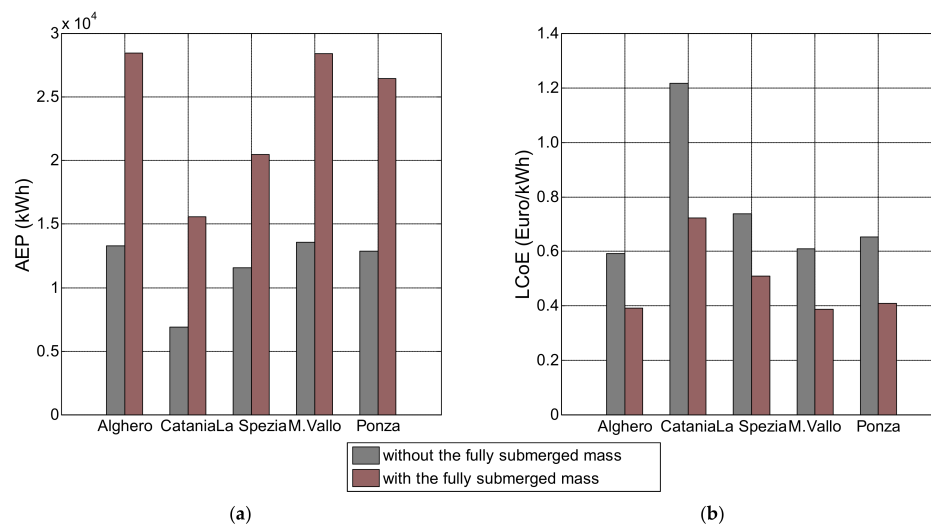 x 10⁴
3
2.5
2
1.5
1
0.5
0
AEP (kWh)
Alghero CataniaLa SpeziaM.Vallo Ponza
1.4
1.2
1.0
0.8
0.6
0.4
0.2
0
LCoE (Euro/kWh)
Alghero CataniaLa SpeziaM.Vallo Ponza
without the fully submerged mass
with the fully submerged mass
(a) (b)